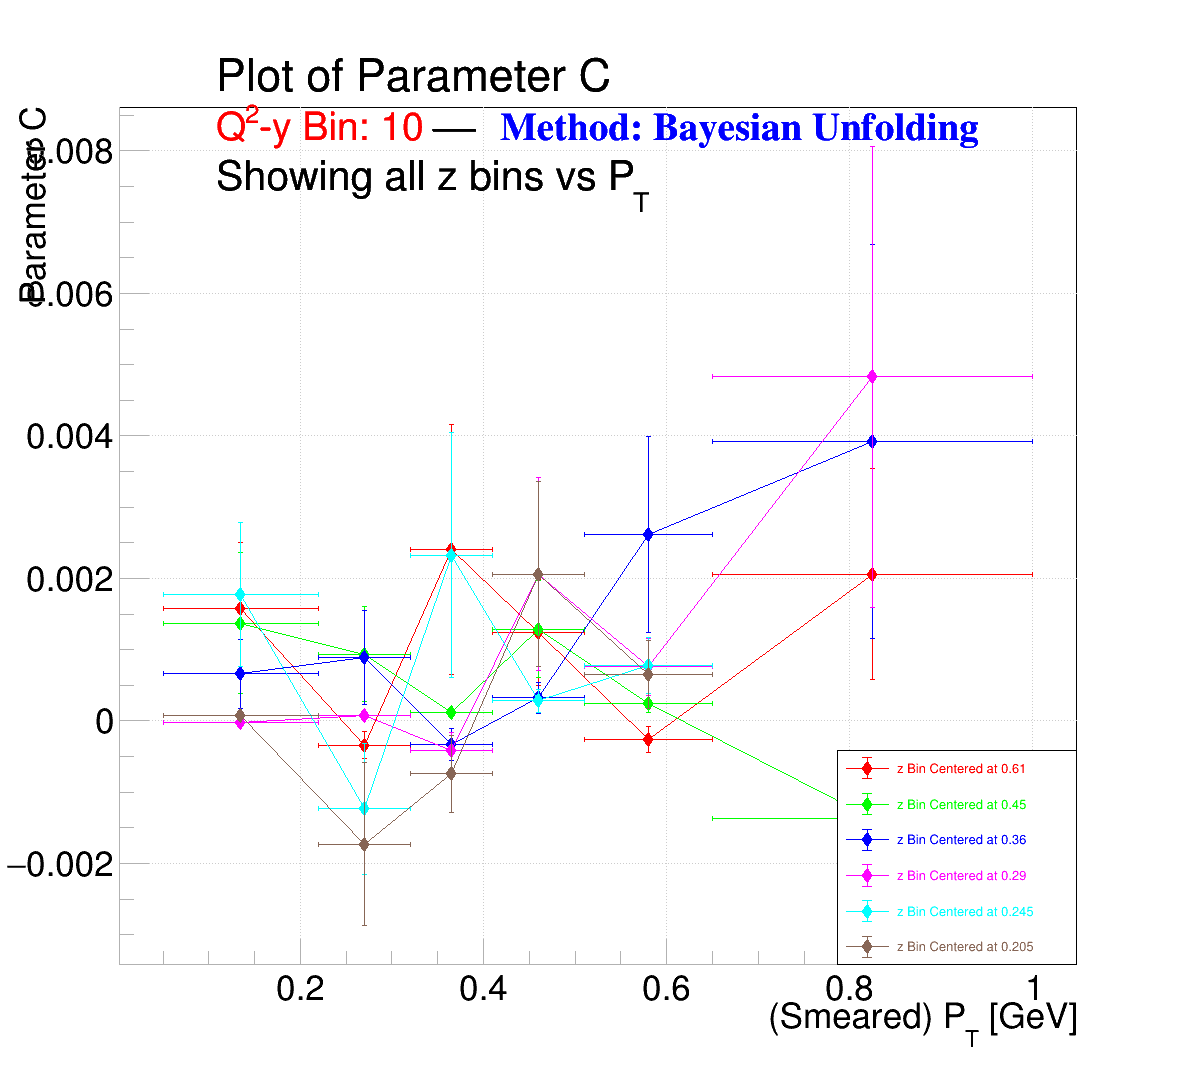 Plot of Parameter C
Q2-y Bin: 10 — Method: Bayesian Unfolding
Showing all z bins vs PT
Parameter C
0.008
0.006
0.004
0.002
0
−0.002
z Bin Centered at 0.61
z Bin Centered at 0.45
z Bin Centered at 0.36
z Bin Centered at 0.29
z Bin Centered at 0.245
z Bin Centered at 0.205
0.2 0.4 0.6 0.8 1
(Smeared) PT [GeV]